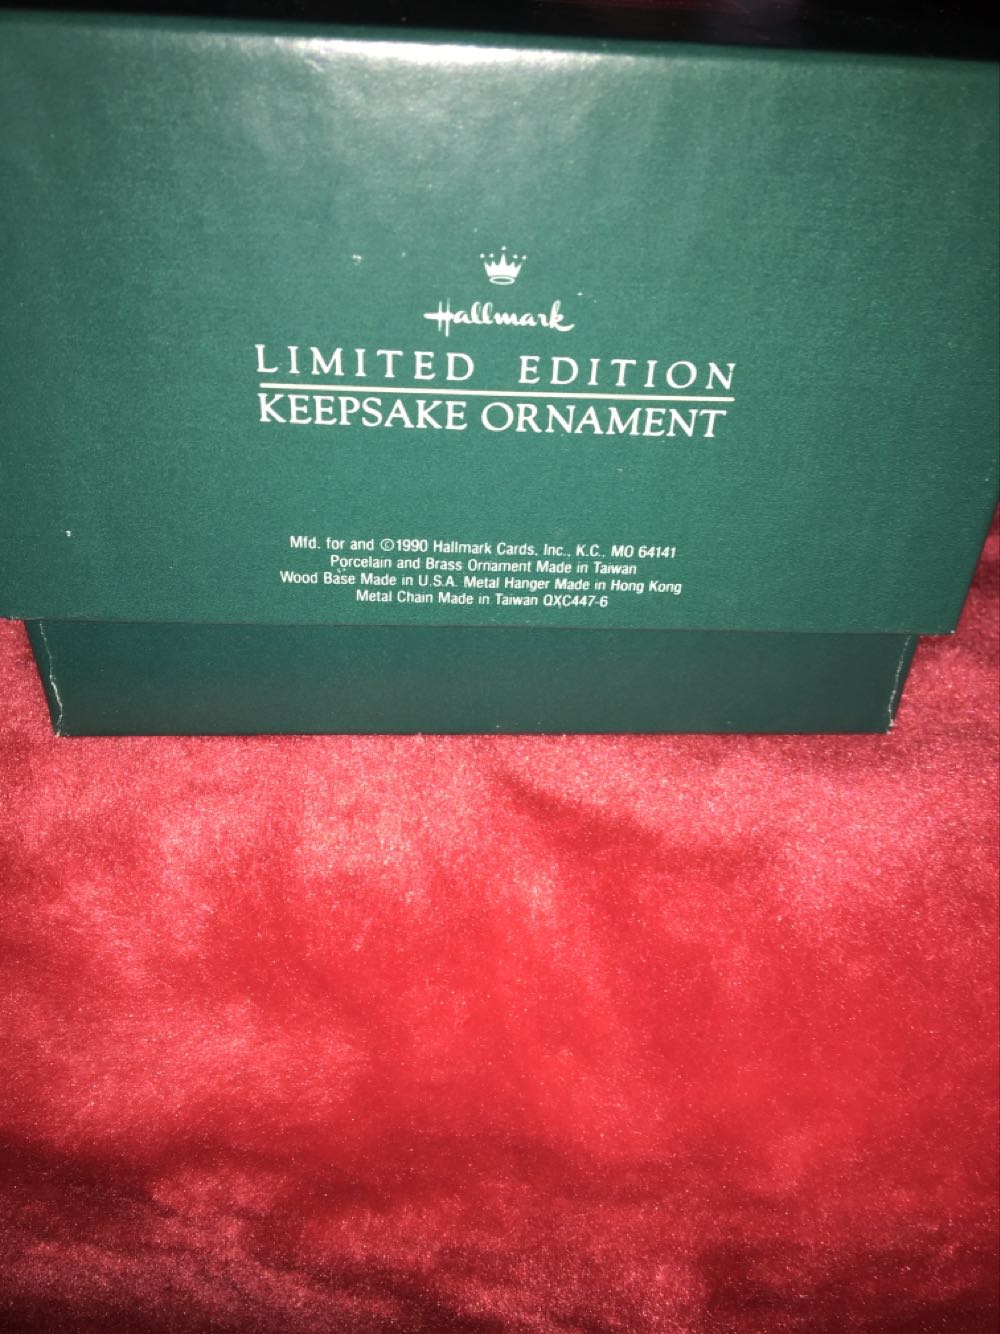 Hallmark
LIMITED EDITION
KEEPSAKE ORNAMENT
Mfd. for and ©1990 Hallmark Cards, Inc., K.C., MO 64141
Porcelain and Brass Ornament Made in Taiwan
Wood Base Made in U.S.A. Metal Hanger Made in Hong Kong
Metal Chain Made in Taiwan QXC447-6